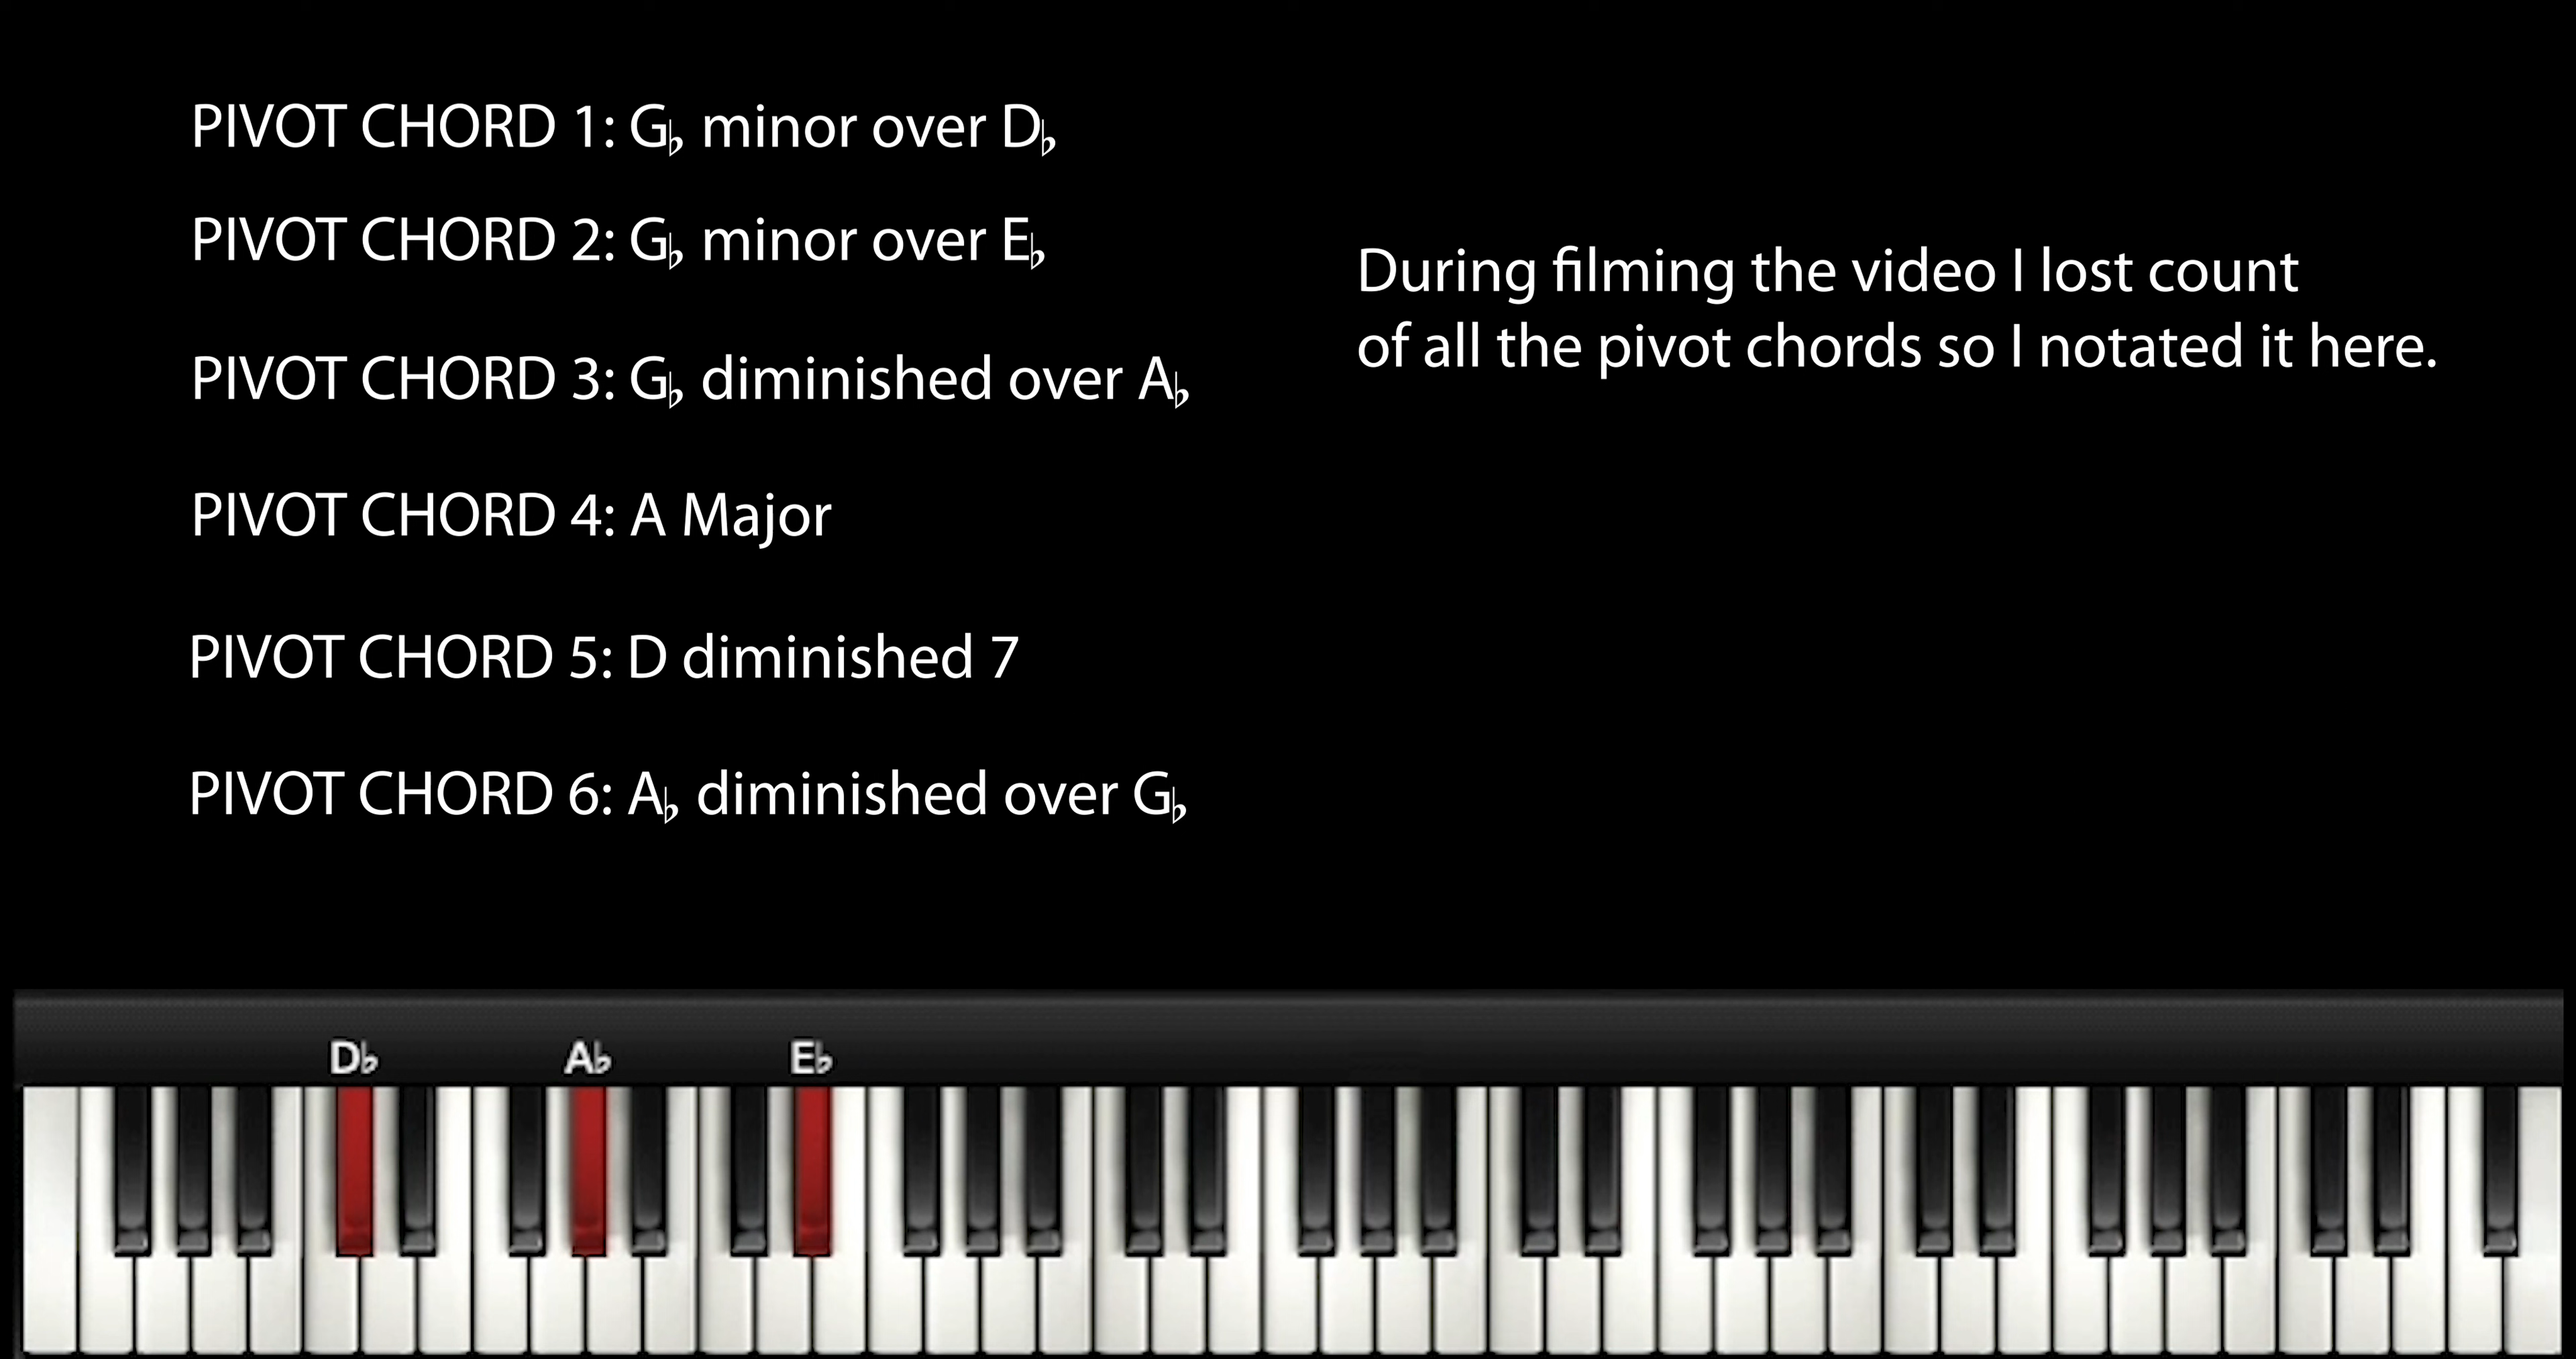 PIVOT CHORD 1: G♭ minor over D♭
PIVOT CHORD 2: G♭ minor over E♭
PIVOT CHORD 3: G♭ diminished over A♭
PIVOT CHORD 4: A Major
PIVOT CHORD 5: D diminished 7
PIVOT CHORD 6: A♭ diminished over G♭
During filming the video I lost count
of all the pivot chords so I notated it here.
D♭ A♭ E♭